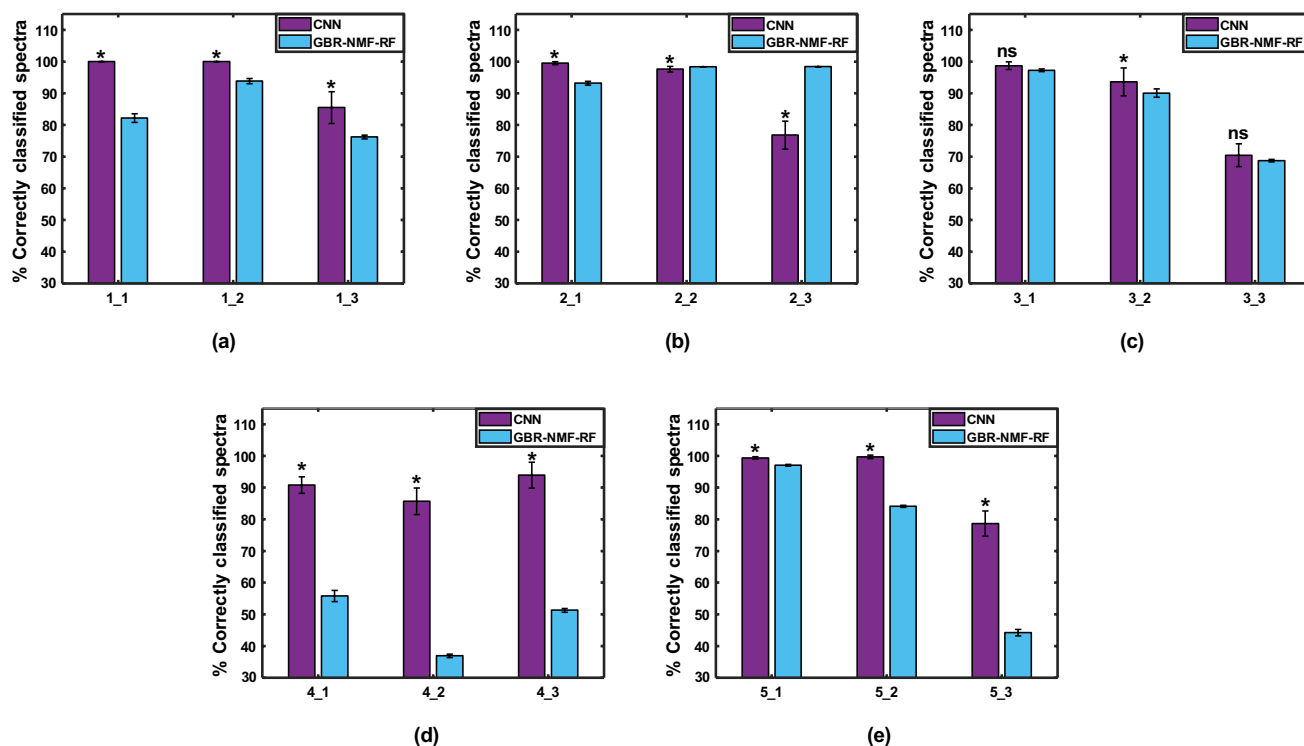 CNN
GBR-NMF-RF
% Correctly classified spectra
110
100
90
80
70
60
50
40
30
* * *
1_1 1_2 1_3
(a)
CNN
GBR-NMF-RF
% Correctly classified spectra
110
100
90
80
70
60
50
40
30
* * *
2_1 2_2 2_3
(b)
CNN
GBR-NMF-RF
% Correctly classified spectra
110
100
90
80
70
60
50
40
30
ns * ns
3_1 3_2 3_3
(c)
CNN
GBR-NMF-RF
% Correctly classified spectra
110
100
90
80
70
60
50
40
30
* * *
4_1 4_2 4_3
(d)
CNN
GBR-NMF-RF
% Correctly classified spectra
110
100
90
80
70
60
50
40
30
* * *
5_1 5_2 5_3
(e)